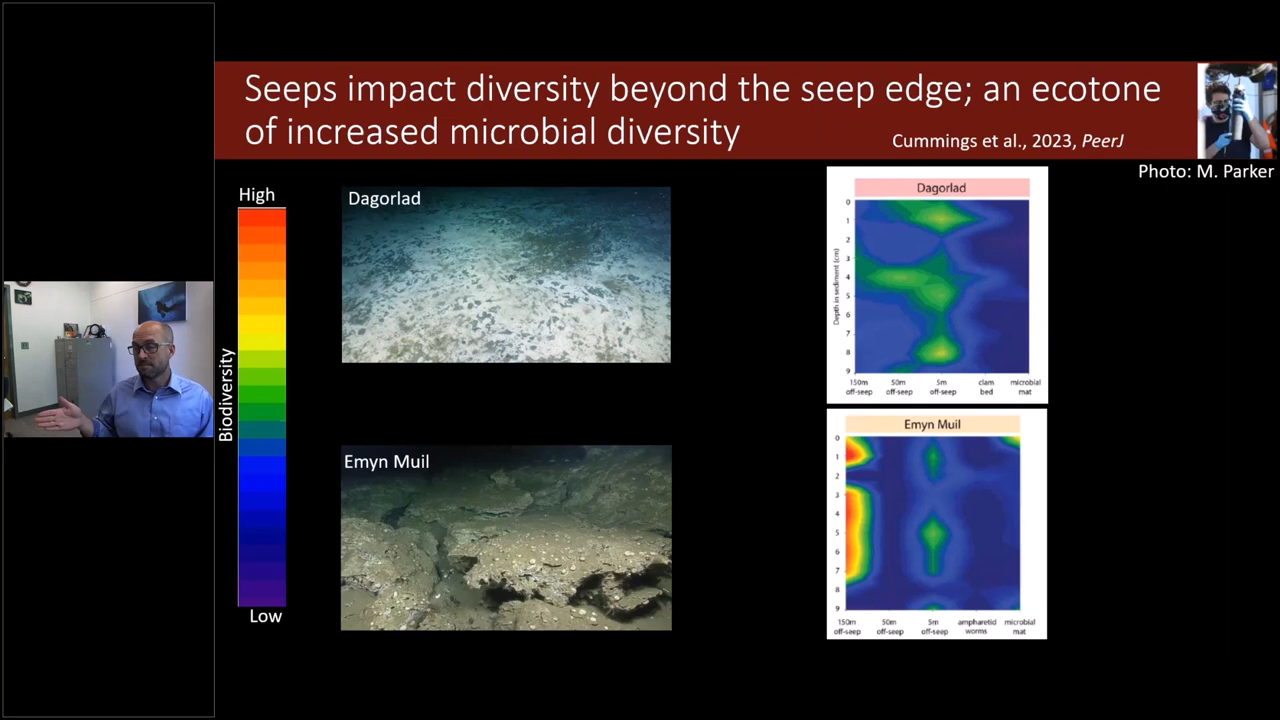 Seeps impact diversity beyond the seep edge; an ecotone
of increased microbial diversity
Cummings et al., 2023, PeerJ
Photo: M. Parker
High
Biodiversity
Low
Dagorlad
Emyn Muil
Dagorlad
Depth in sediment (cm)
0
1
2
3
4
5
6
7
8
9
150m off-seep
50m off-seep
5m off-seep
clam bed
microbial mat
Emyn Muil
0
1
2
3
4
5
6
7
8
9
150m off-seep
50m off-seep
5m off-seep
ampharetid worms
microbial mat